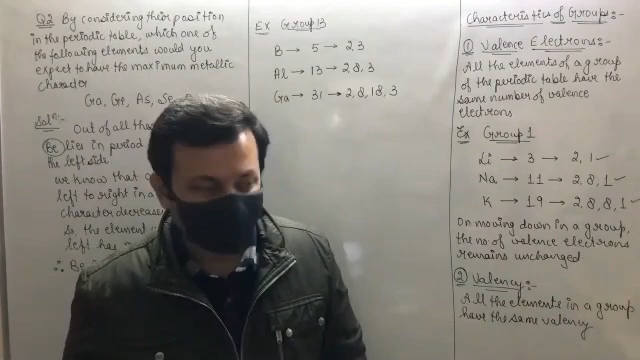 Q2 By considering their position
in the periodic table, which one of
the following elements would you
expect to have the maximum metallic
character
Ga, Ge, As, Se,
Soln:- Out of all the
Be lies in period
the left side
we know that
left to right in a
character decrease
So, the element
left has
∴ Be
Ex Group 13
B → 5 → 2 3
Al → 13 → 2, 8, 3
Ga → 31 → 2, 8, 18, 3
Characteristics of Groups:-
① Valence Electrons:-
All the elements of a group
of the periodic table have the
same number of valence
electrons
Ex Group 1
Li → 3 → 2, 1 ✓
Na → 11 → 2, 8, 1 ✓
K → 19 → 2, 8, 8, 1 ✓
On moving down in a group,
the no of valence electrons
remains unchanged
② Valency:-
All the elements in a group
have the same valency